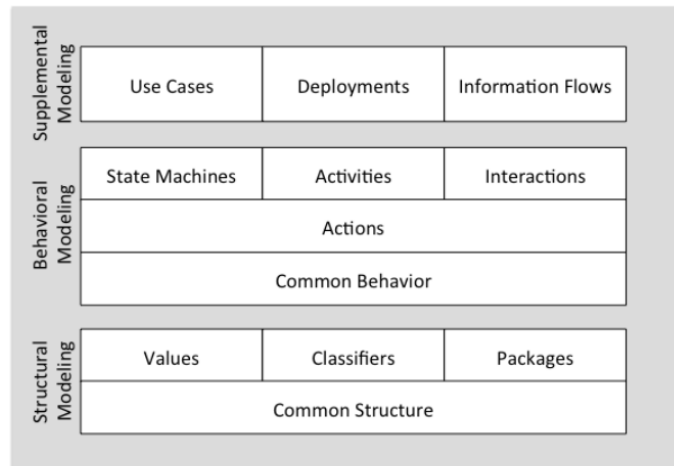 Supplemental
Modeling
Use Cases
Deployments
Information Flows
Behavioral
Modeling
State Machines
Activities
Interactions
Actions
Common Behavior
Structural
Modeling
Values
Classifiers
Packages
Common Structure